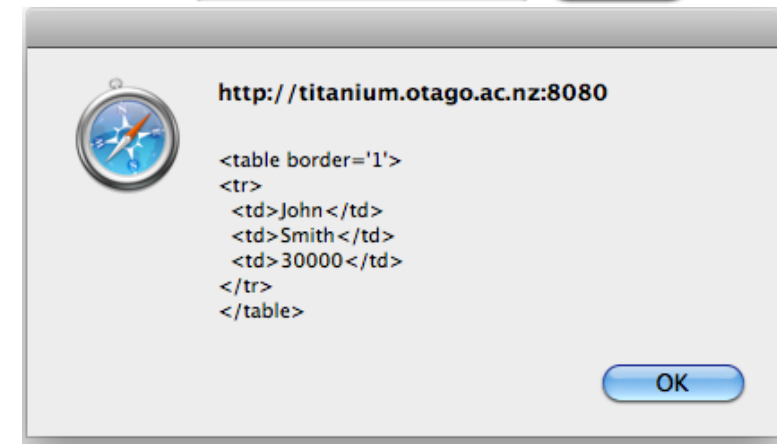 http://titanium.otago.ac.nz:8080
<table border='1'>
<tr>
  <td>John</td>
  <td>Smith</td>
  <td>30000</td>
</tr>
</table>
OK